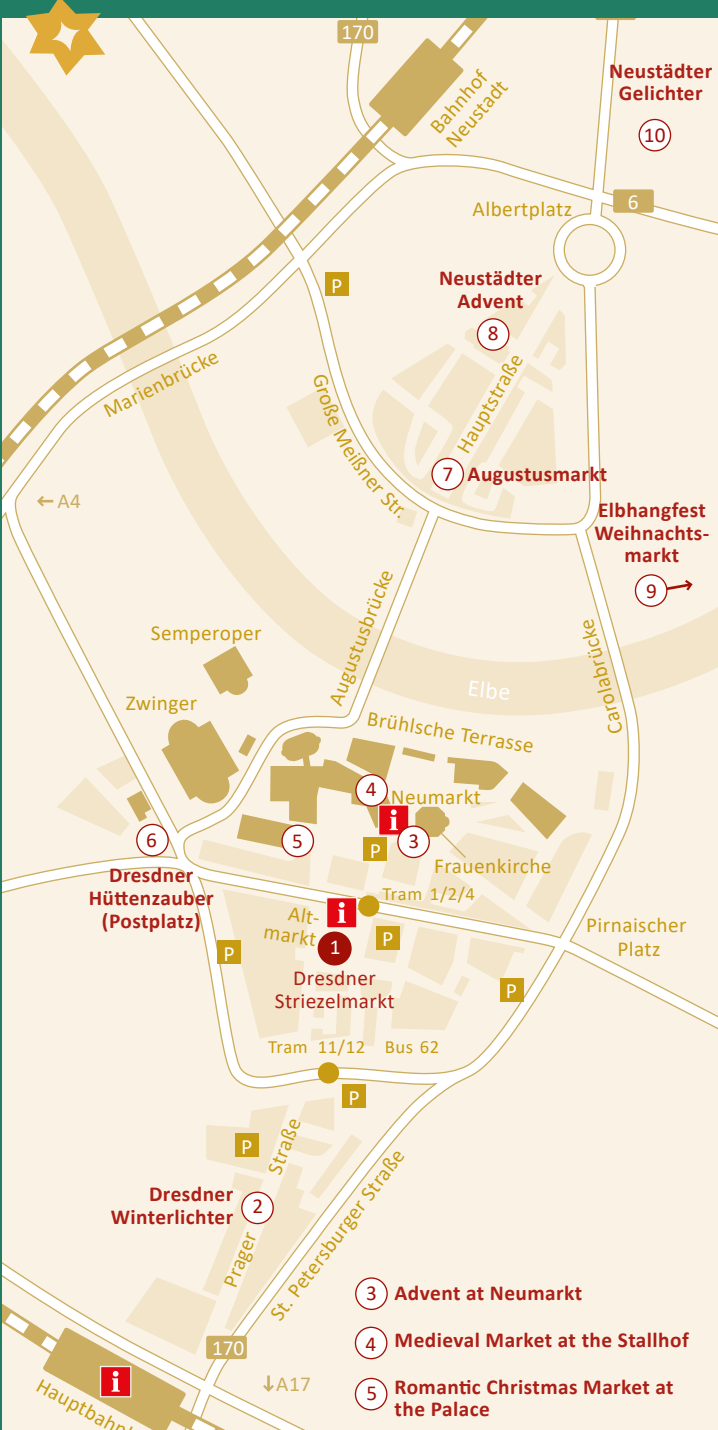 170
Bahnhof
Neustadt
Neustädter
Gelichter
10
6
Albertplatz
P
Neustädter
Advent
8
Marienbrücke
Große Meißner Str.
Hauptstraße
7 Augustusmarkt
← A4
Elbhangfest
Weihnachts-
markt
9 →
Augustusbrücke
Carolabrücke
Semperoper
Elbe
Zwinger
Brühlsche Terrasse
4
Neumarkt
i
6
5
P
3
Frauenkirche
Dresdner
Hüttenzauber
(Postplatz)
Tram 1/2/4
Alt-
markt
i
P
1
P
Pirnaischer
Platz
Dresdner
Striezelmarkt
P
Tram 11/12 Bus 62
P
P
Prager Straße
Dresdner
Winterlichter
2
St. Petersburger Straße
3 Advent at Neumarkt
4 Medieval Market at the Stallhof
170
↓A17
5 Romantic Christmas Market at
the Palace
i